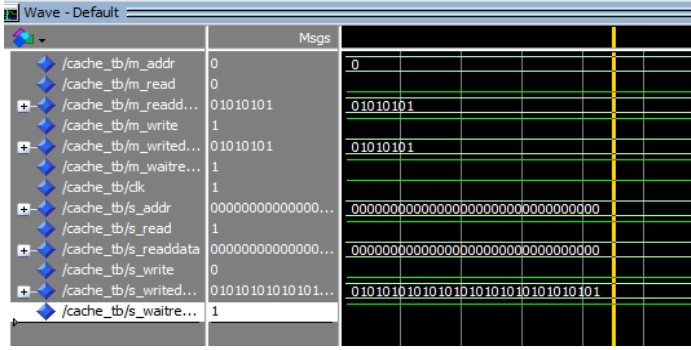 Wave - Default
Msgs
/cache_tb/m_addr 0 0
/cache_tb/m_read 0
/cache_tb/m_readd... 01010101 01010101
/cache_tb/m_write 1
/cache_tb/m_writed... 01010101 01010101
/cache_tb/m_waitre... 1
/cache_tb/clk 1
/cache_tb/s_addr 00000000000000... 00000000000000000000000000000000
/cache_tb/s_read 1
/cache_tb/s_readdata 00000000000000... 00000000000000000000000000000000
/cache_tb/s_write 0
/cache_tb/s_writed... 01010101010101... 01010101010101010101010101010101
/cache_tb/s_waitre... 1